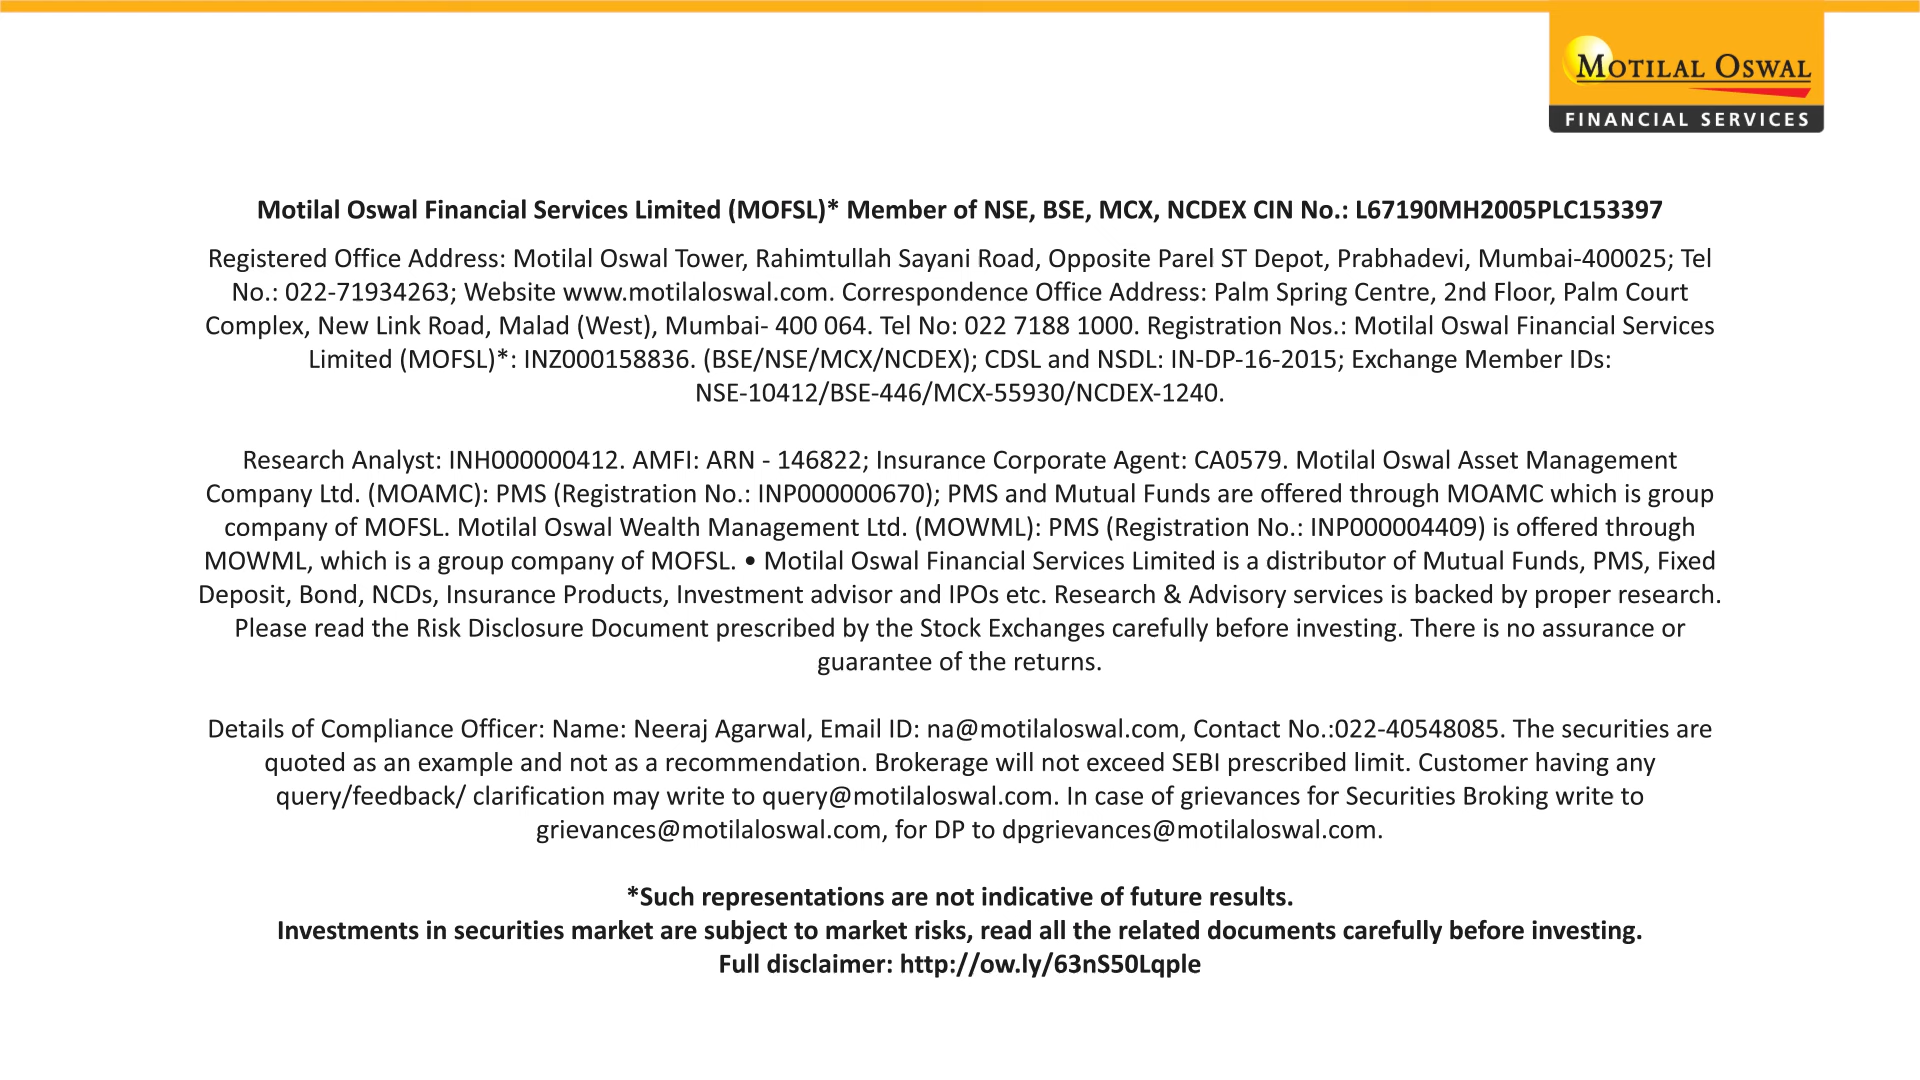 MOTILAL OSWAL
FINANCIAL SERVICES
Motilal Oswal Financial Services Limited (MOFSL)* Member of NSE, BSE, MCX, NCDEX CIN No.: L67190MH2005PLC153397
Registered Office Address: Motilal Oswal Tower, Rahimtullah Sayani Road, Opposite Parel ST Depot, Prabhadevi, Mumbai-400025; Tel
No.: 022-71934263; Website www.motilaloswal.com. Correspondence Office Address: Palm Spring Centre, 2nd Floor, Palm Court
Complex, New Link Road, Malad (West), Mumbai- 400 064. Tel No: 022 7188 1000. Registration Nos.: Motilal Oswal Financial Services
Limited (MOFSL)*: INZ000158836. (BSE/NSE/MCX/NCDEX); CDSL and NSDL: IN-DP-16-2015; Exchange Member IDs:
NSE-10412/BSE-446/MCX-55930/NCDEX-1240.
Research Analyst: INH000000412. AMFI: ARN - 146822; Insurance Corporate Agent: CA0579. Motilal Oswal Asset Management
Company Ltd. (MOAMC): PMS (Registration No.: INP000000670); PMS and Mutual Funds are offered through MOAMC which is group
company of MOFSL. Motilal Oswal Wealth Management Ltd. (MOWML): PMS (Registration No.: INP000004409) is offered through
MOWML, which is a group company of MOFSL. • Motilal Oswal Financial Services Limited is a distributor of Mutual Funds, PMS, Fixed
Deposit, Bond, NCDs, Insurance Products, Investment advisor and IPOs etc. Research & Advisory services is backed by proper research.
Please read the Risk Disclosure Document prescribed by the Stock Exchanges carefully before investing. There is no assurance or
guarantee of the returns.
Details of Compliance Officer: Name: Neeraj Agarwal, Email ID: na@motilaloswal.com, Contact No.:022-40548085. The securities are
quoted as an example and not as a recommendation. Brokerage will not exceed SEBI prescribed limit. Customer having any
query/feedback/ clarification may write to query@motilaloswal.com. In case of grievances for Securities Broking write to
grievances@motilaloswal.com, for DP to dpgrievances@motilaloswal.com.
*Such representations are not indicative of future results.
Investments in securities market are subject to market risks, read all the related documents carefully before investing.
Full disclaimer: http://ow.ly/63nS50Lqple